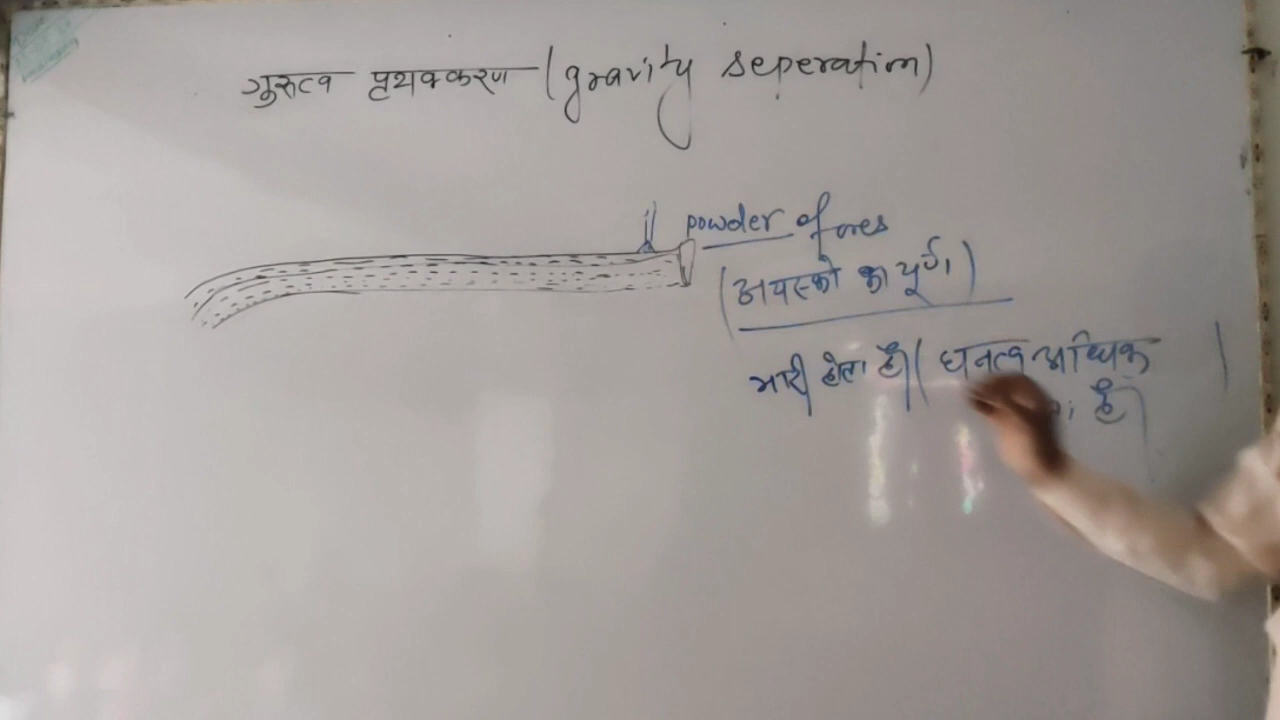 गुरुत्व पृथक्करण (gravity seperation)
powder of ores
(अयस्को का चूर्ण)
भारी होता है। (घनत्व अधिक
है)